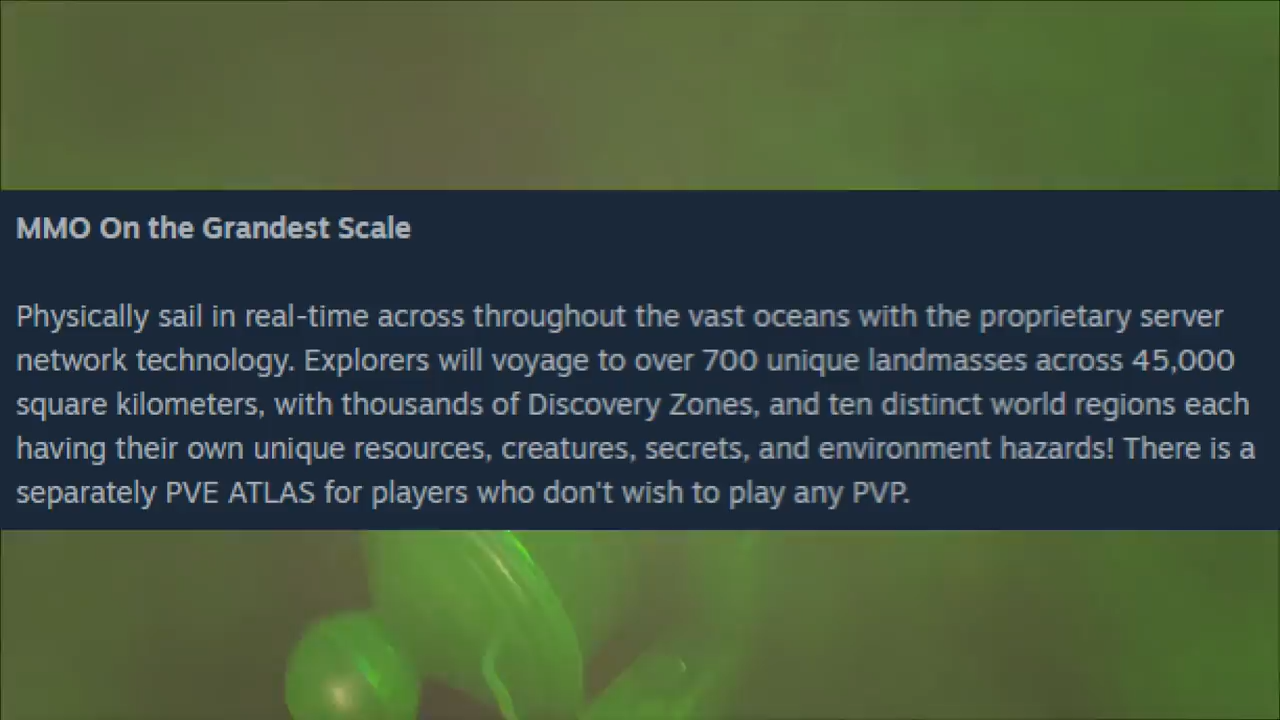 MMO On the Grandest Scale
Physically sail in real-time across throughout the vast oceans with the proprietary server
network technology. Explorers will voyage to over 700 unique landmasses across 45,000
square kilometers, with thousands of Discovery Zones, and ten distinct world regions each
having their own unique resources, creatures, secrets, and environment hazards! There is a
separately PVE ATLAS for players who don't wish to play any PVP.